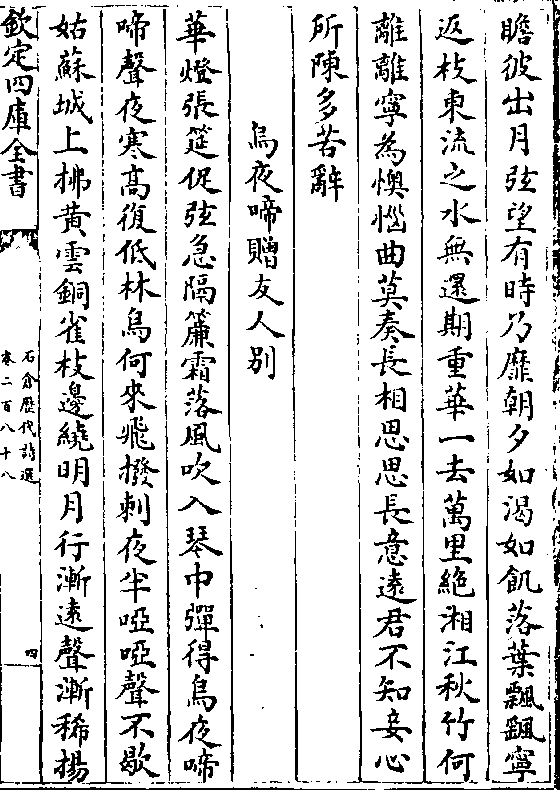 瞻彼出月弦望有時乃靡朝夕如渴如飢落葉飄飄寧
返枝東流之水無還期重華一去萬里絶湘江秋竹何
離離寧為懊惱曲莫奏長相思思長意遠君不知妾心
所陳多苦辭
烏夜啼贈友人别
華燈張筵促弦急隔簾霜落風吹入琴中彈得烏夜啼
啼聲夜寒髙復低林烏何來飛撥剌夜半啞啞聲不歇
姑蘇城上拂黄雲銅雀枝邊繞明月行漸逺聲漸稀楊
欽定四庫全書
石倉歴代詩選
卷二百八十八
四